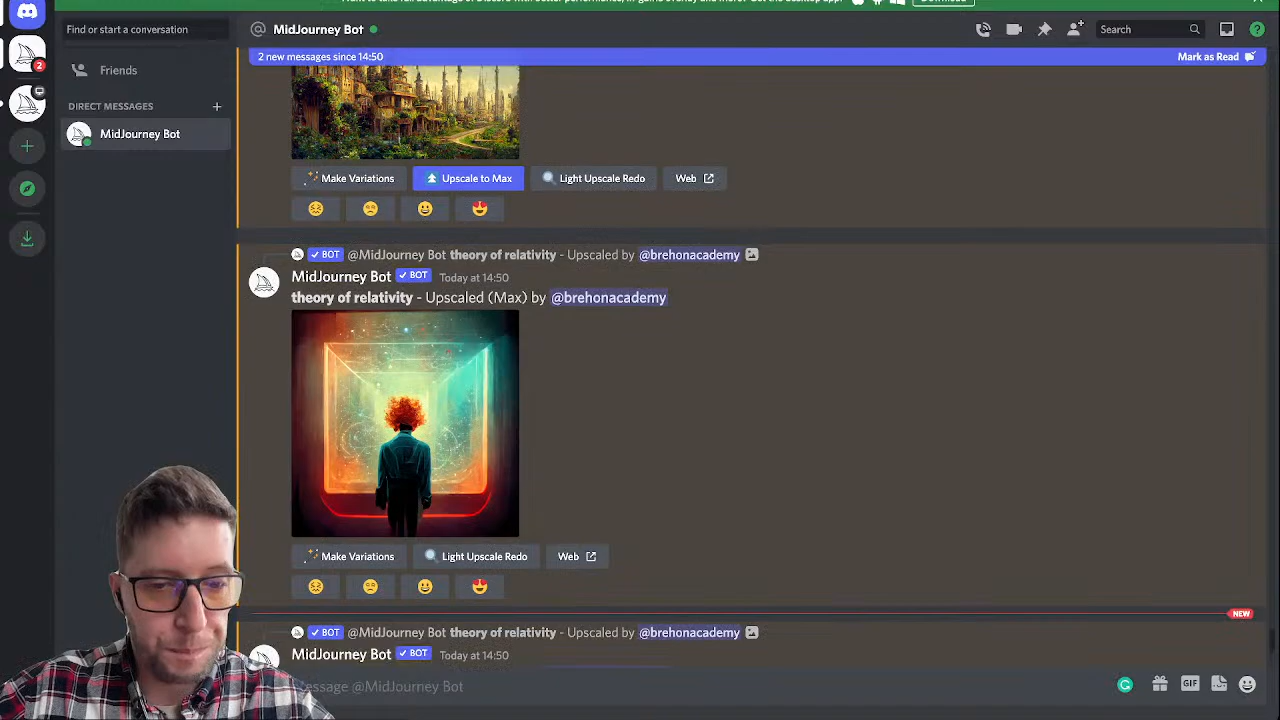 Download
Find or start a conversation
MidJourney Bot
Search
2 new messages since 14:50
Mark as Read
2
Friends
DIRECT MESSAGES
MidJourney Bot
Make Variations
Upscale to Max
Light Upscale Redo
Web
BOT @MidJourney Bot theory of relativity - Upscaled by @brehonacademy
MidJourney Bot BOT Today at 14:50
theory of relativity - Upscaled (Max) by @brehonacademy
Make Variations
Light Upscale Redo
Web
NEW
BOT @MidJourney Bot theory of relativity - Upscaled by @brehonacademy
MidJourney Bot BOT Today at 14:50
Message @MidJourney Bot
GIF